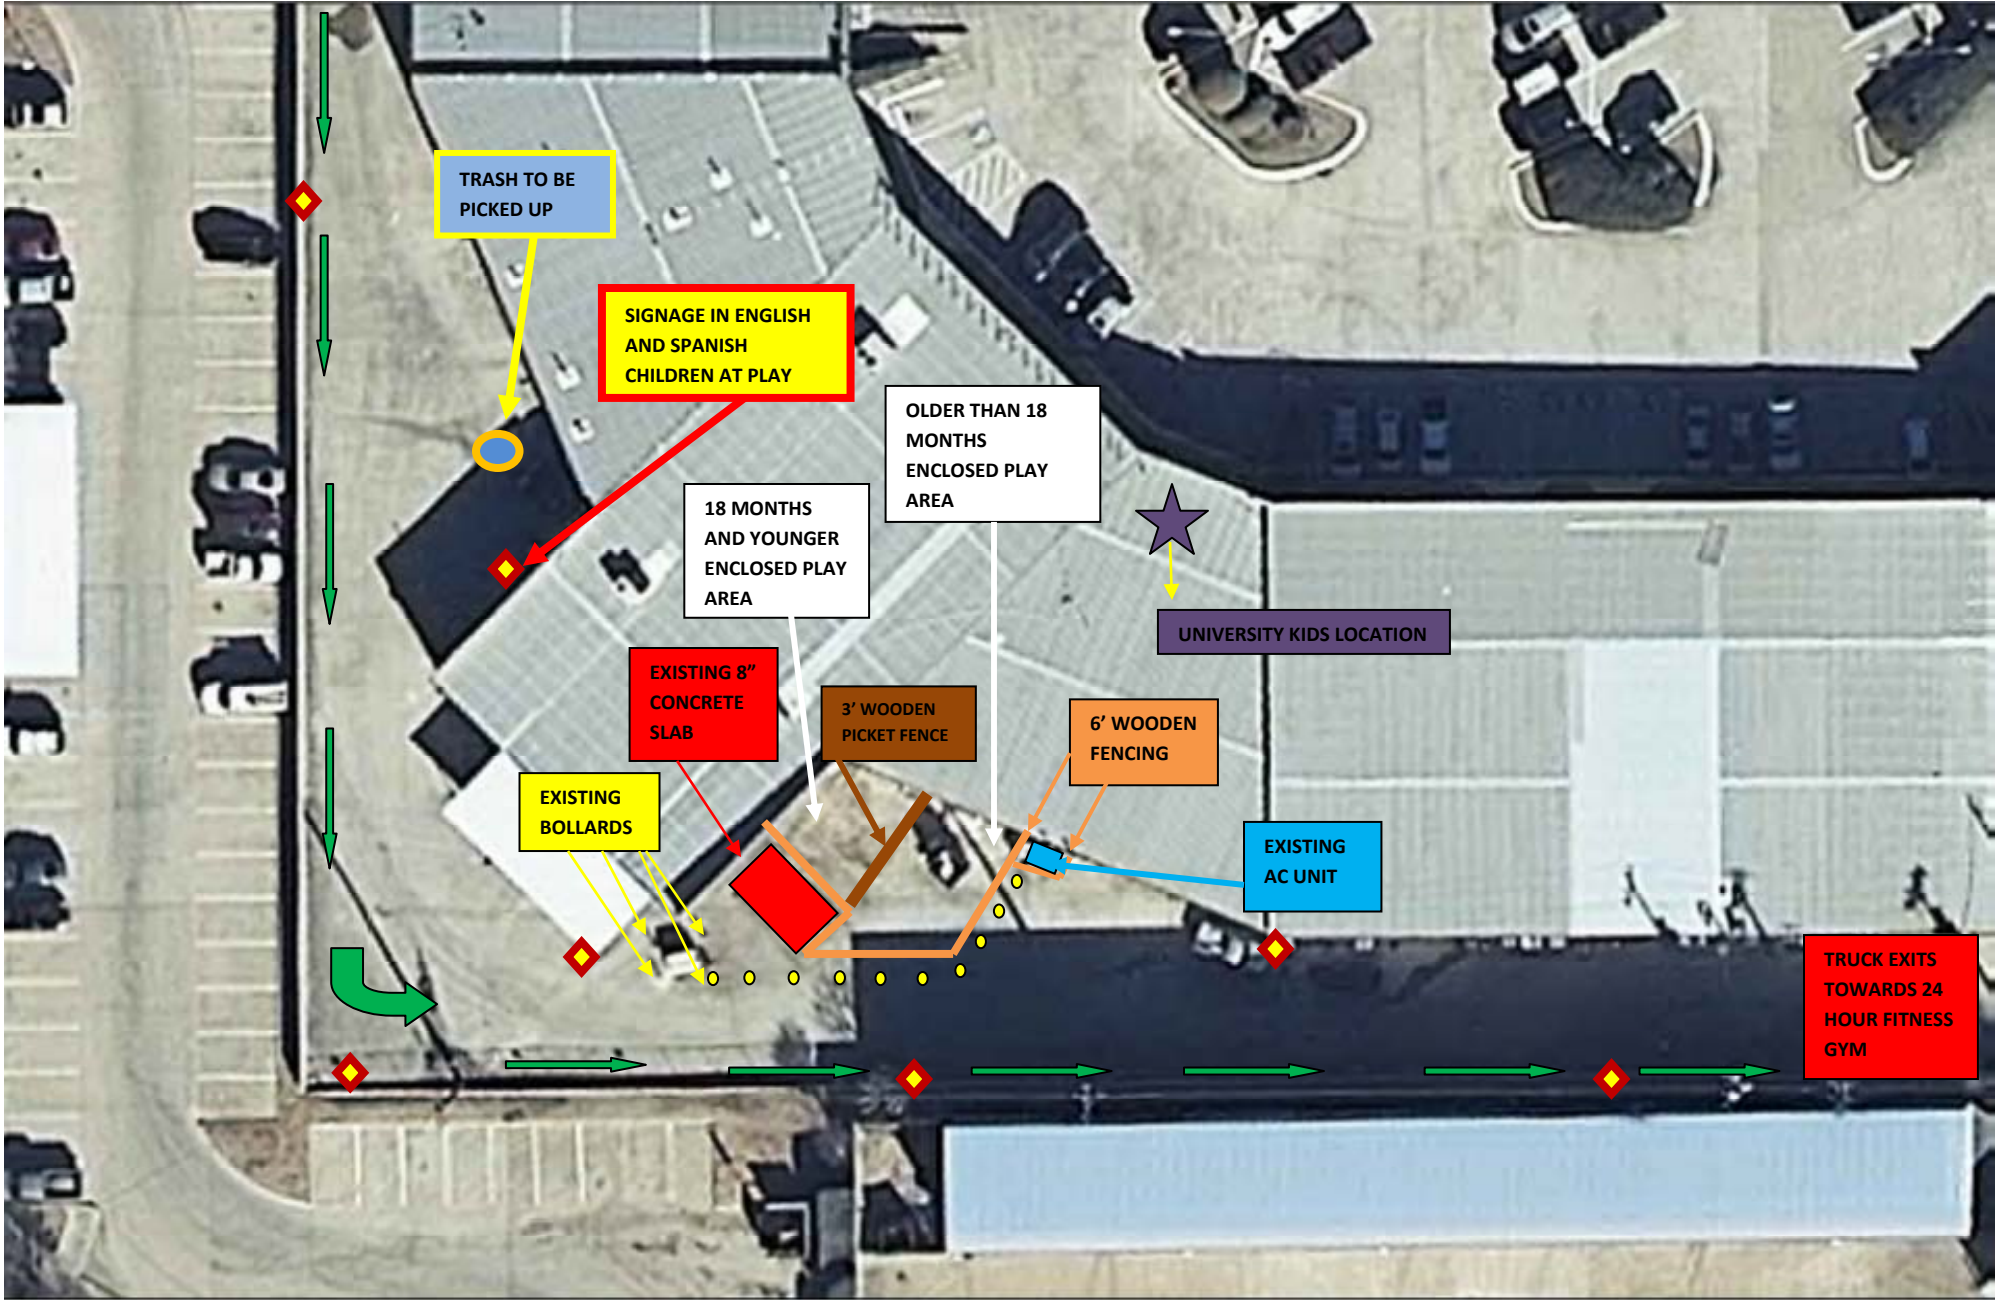 TRASH TO BE
PICKED UP
SIGNAGE IN ENGLISH
AND SPANISH
CHILDREN AT PLAY
OLDER THAN 18
MONTHS
ENCLOSED PLAY
AREA
18 MONTHS
AND YOUNGER
ENCLOSED PLAY
AREA
UNIVERSITY KIDS LOCATION
EXISTING 8”
CONCRETE
SLAB
3’ WOODEN
PICKET FENCE
6’ WOODEN
FENCING
EXISTING
BOLLARDS
EXISTING
AC UNIT
TRUCK EXITS
TOWARDS 24
HOUR FITNESS
GYM